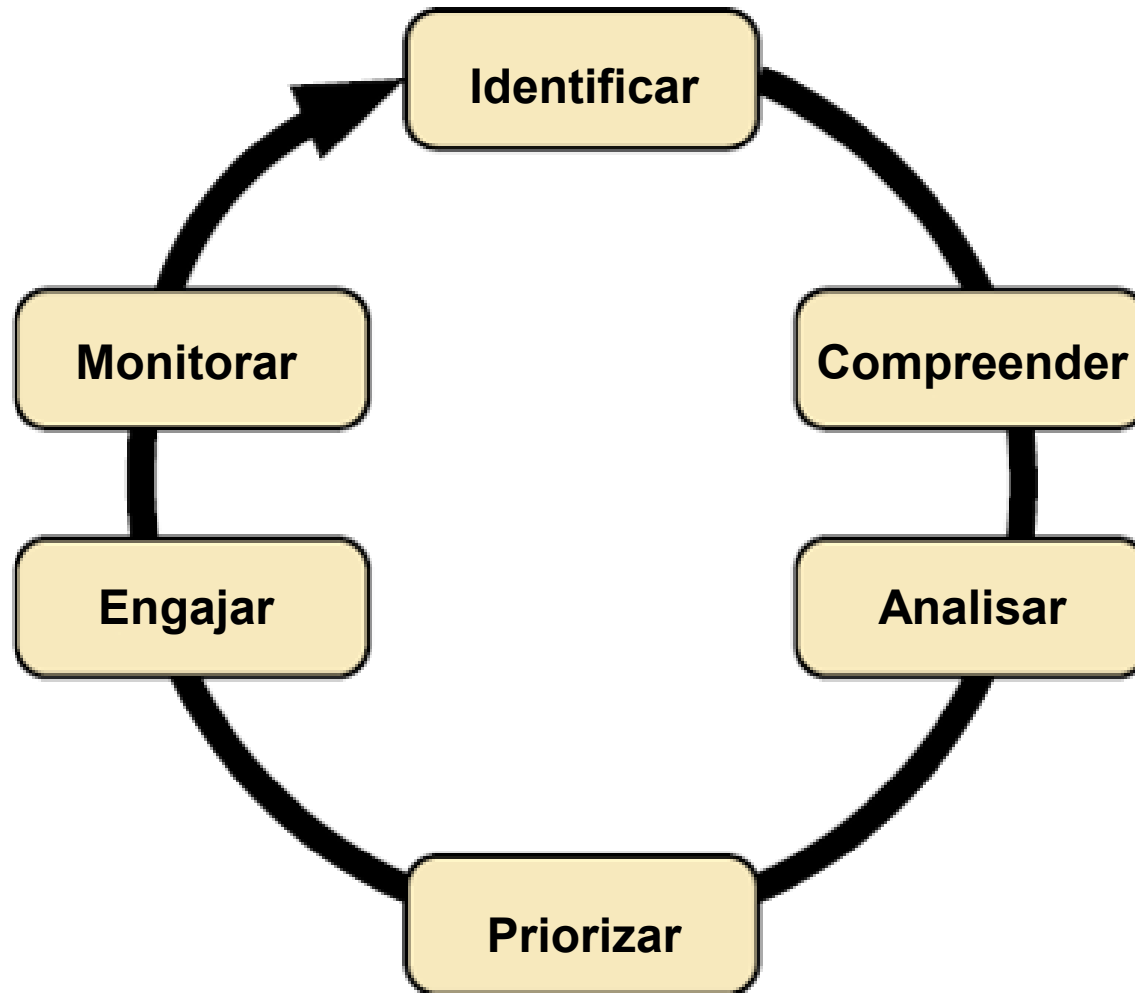 Identificar
Monitorar
Compreender
Engajar
Analisar
Priorizar